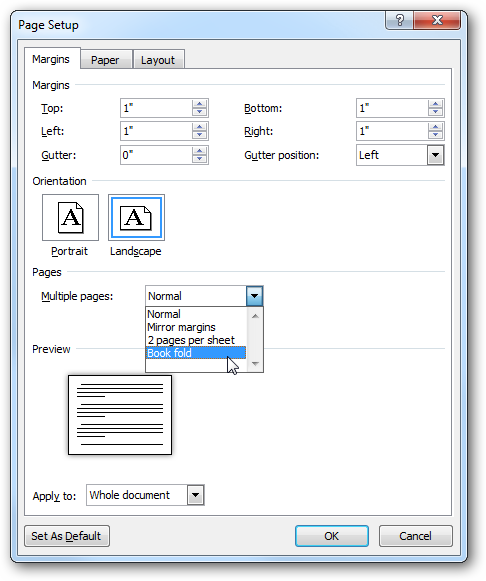 Page Setup
Margins Paper Layout
Margins
Top: 1" Bottom: 1"
Left: 1" Right: 1"
Gutter: 0" Gutter position: Left
Orientation
A A
Portrait Landscape
Pages
Multiple pages: Normal
Normal
Mirror margins
2 pages per sheet
Book fold
Preview
Apply to: Whole document
Set As Default OK Cancel